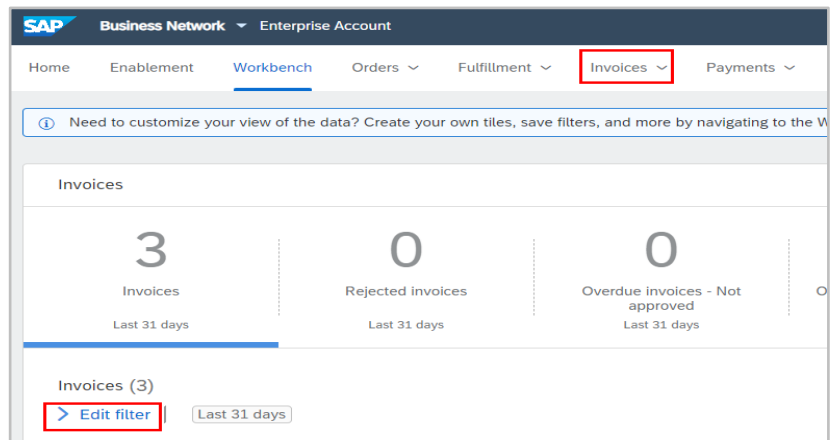 SAP Business Network Enterprise Account
Home Enablement Workbench Orders Fulfillment Invoices Payments
Need to customize your view of the data? Create your own tiles, save filters, and more by navigating to the W
Invoices
3 0 0
Invoices Rejected invoices Overdue invoices - Not O
approved
Last 31 days Last 31 days Last 31 days
Invoices (3)
Edit filter Last 31 days